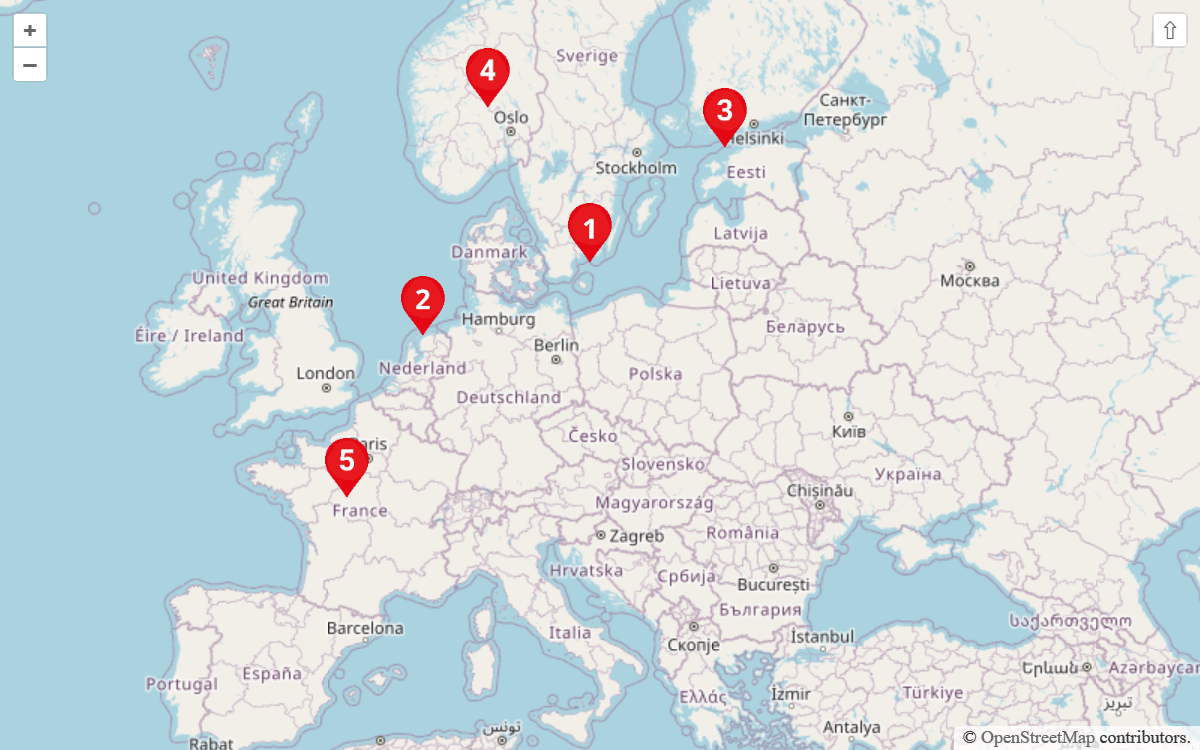 +
−
⇧
4
Sverige
Oslo
3
Helsinki
Санкт-
Петербург
Stockholm
Eesti
1
Danmark
Latvija
United Kingdom
Great Britain
Lietuva
Москва
2
Hamburg
Беларусь
Éire / Ireland
Berlin
London
Nederland
Polska
Deutschland
Київ
Česko
Paris
5
Slovensko
Україна
Chișinău
France
Magyarország
Zagreb
România
Hrvatska
Србија
București
България
საქართველო
Barcelona
Italia
İstanbul
Скопје
Երևան
Azərbaycan
España
Portugal
Ελλάς
İzmir
Türkiye
تبریز
تونس
Antalya
Rabat
© OpenStreetMap contributors.